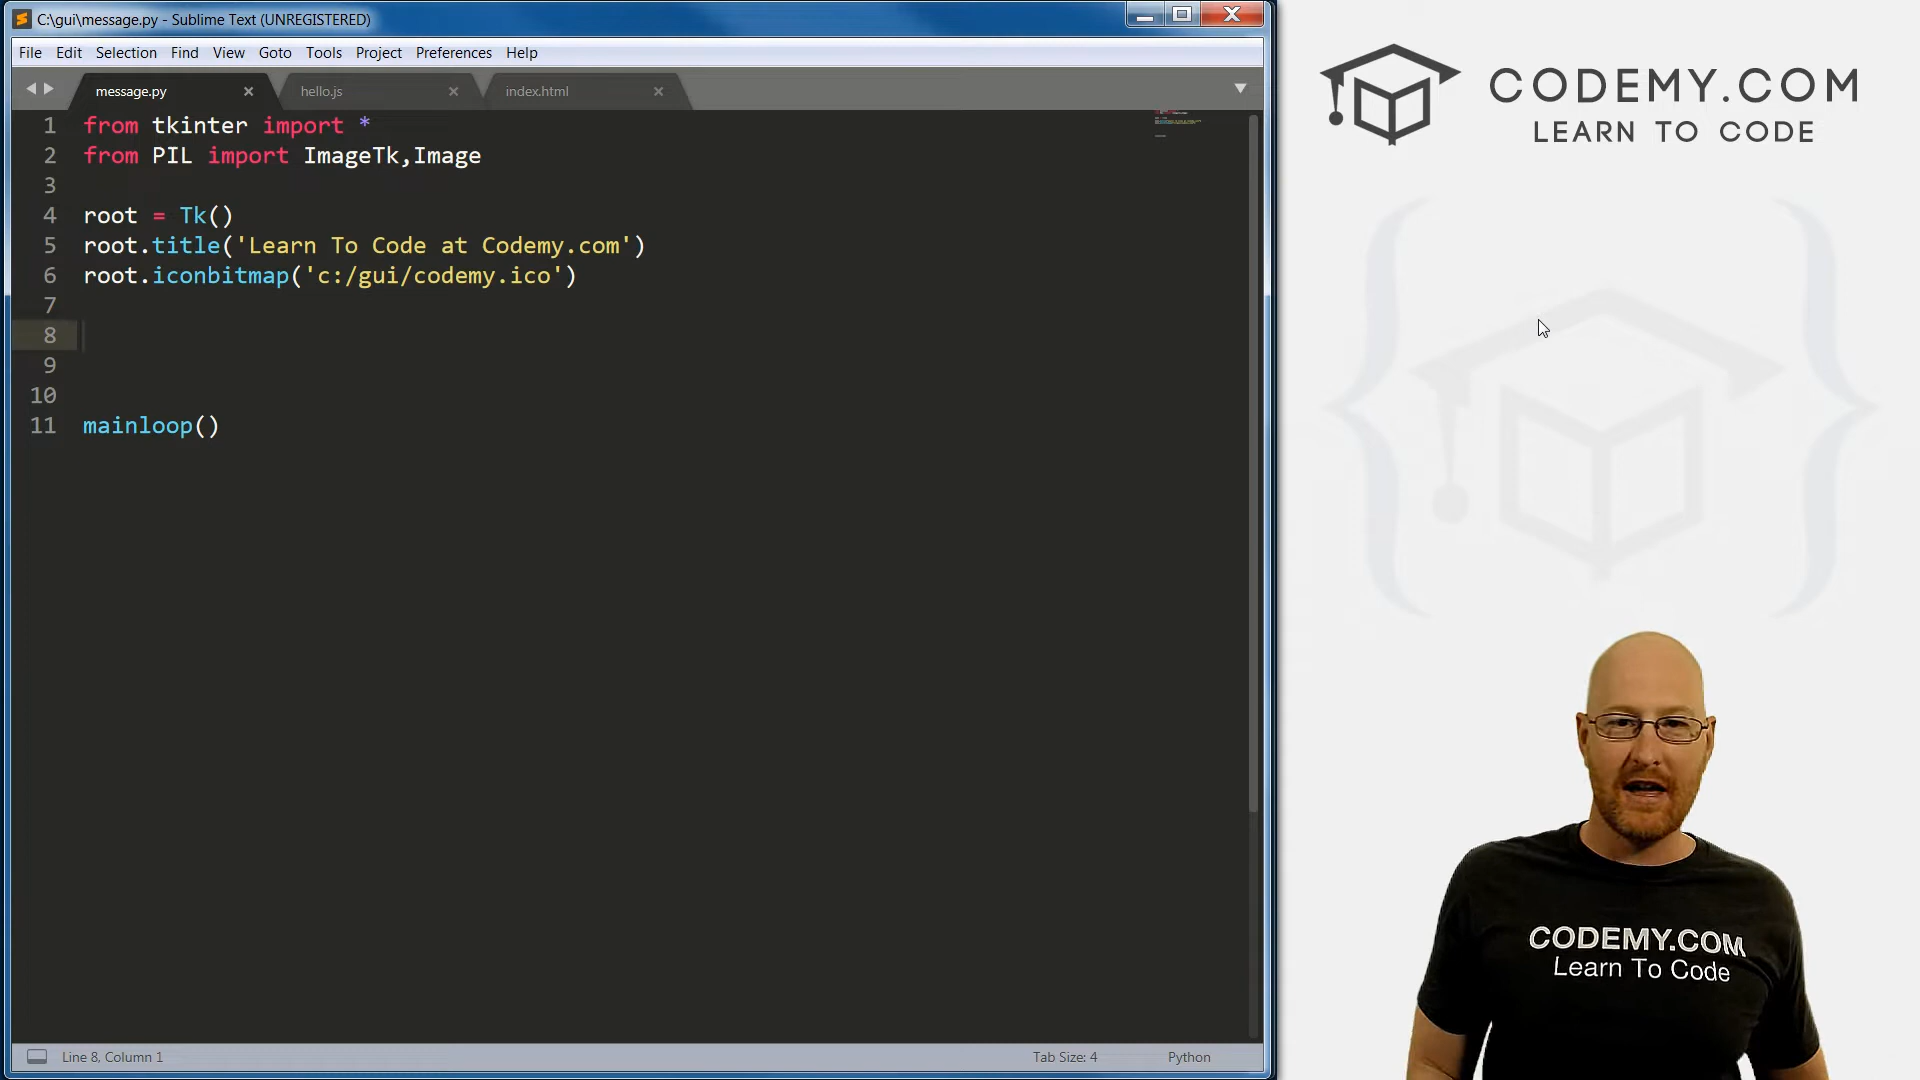 C:\gui\message.py - Sublime Text (UNREGISTERED)
File Edit Selection Find View Goto Tools Project Preferences Help
message.py hello.js index.html
1 from tkinter import *
2 from PIL import ImageTk,Image
3
4 root = Tk()
5 root.title('Learn To Code at Codemy.com')
6 root.iconbitmap('c:/gui/codemy.ico')
7
8
9
10
11 mainloop()
Line 8, Column 1 Tab Size: 4 Python
CODEMY.COM
LEARN TO CODE
CODEMY.COM
Learn To Code